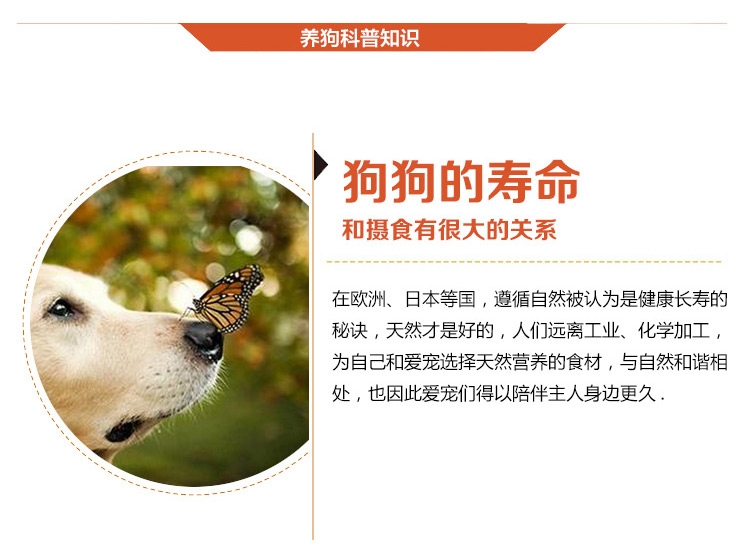 养狗科普知识
狗狗的寿命
和摄食有很大的关系
在欧洲、日本等国，遵循自然被认为是健康长寿的
秘诀，天然才是好的，人们远离工业、化学加工，
为自己和爱宠选择天然营养的食材，与自然和谐相
处，也因此爱宠们得以陪伴主人身边更久 .